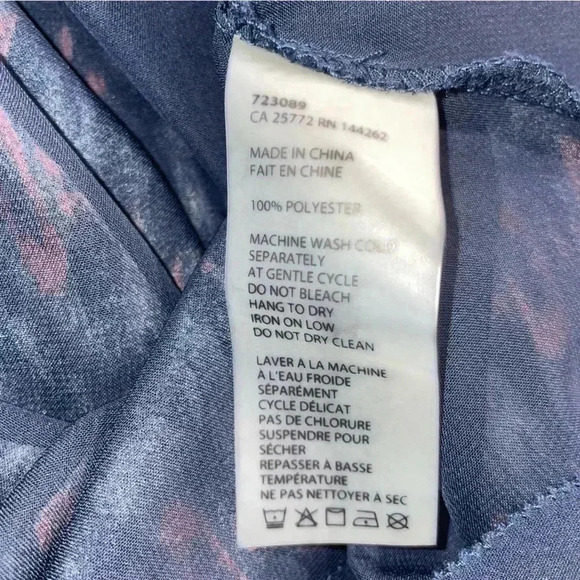 723089
CA 25772 RN 144262
MADE IN CHINA
FAIT EN CHINE
100% POLYESTER
MACHINE WASH COLD
SEPARATELY
AT GENTLE CYCLE
DO NOT BLEACH
HANG TO DRY
IRON ON LOW
DO NOT DRY CLEAN
LAVER À LA MACHINE
À L'EAU FROIDE
SÉPARÉMENT
CYCLE DÉLICAT
PAS DE CHLORURE
SUSPENDRE POUR
SÉCHER
REPASSER À BASSE
TEMPÉRATURE
NE PAS NETTOYER À SEC